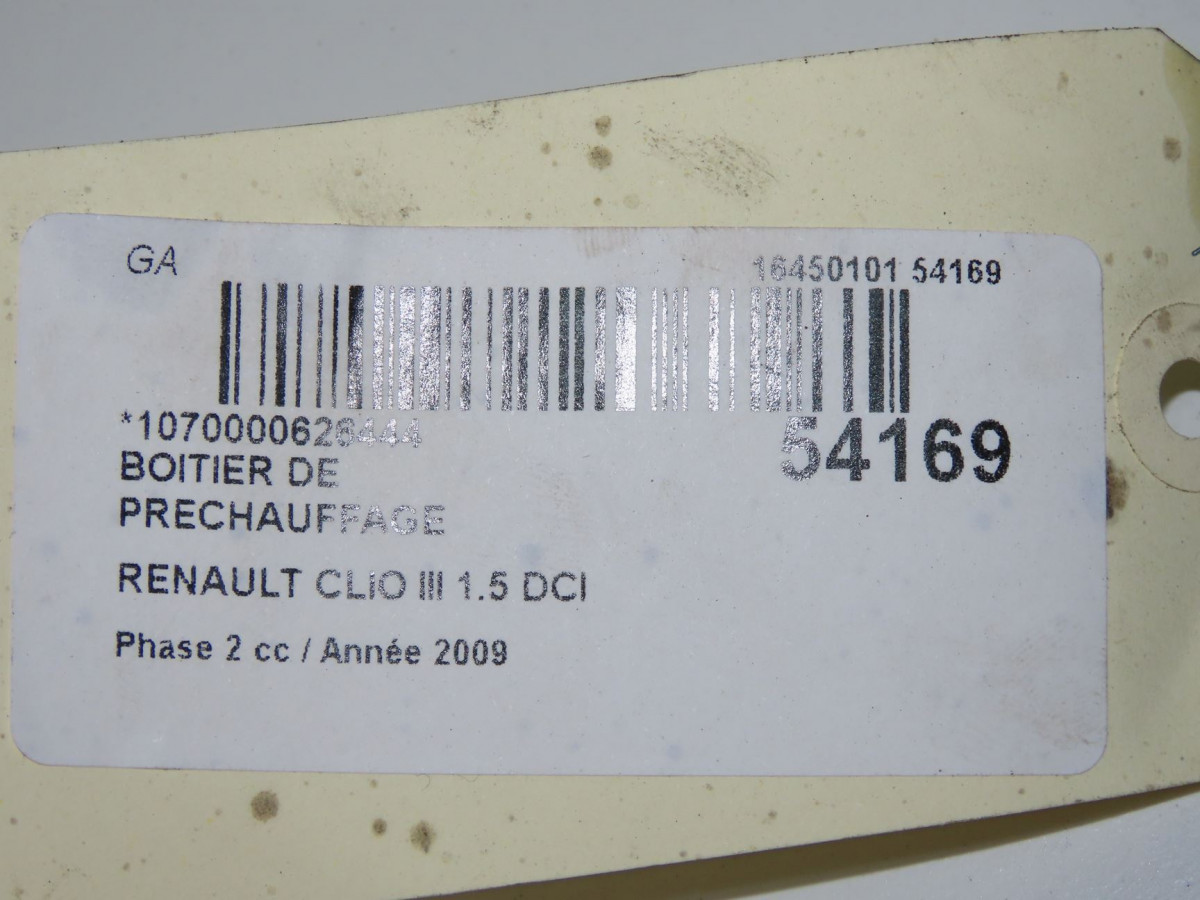 GA
16450101 54169
*1070000626444
54169
BOITIER DE
PRECHAUFFAGE
RENAULT CLIO III 1.5 DCI
Phase 2 cc / Année 2009